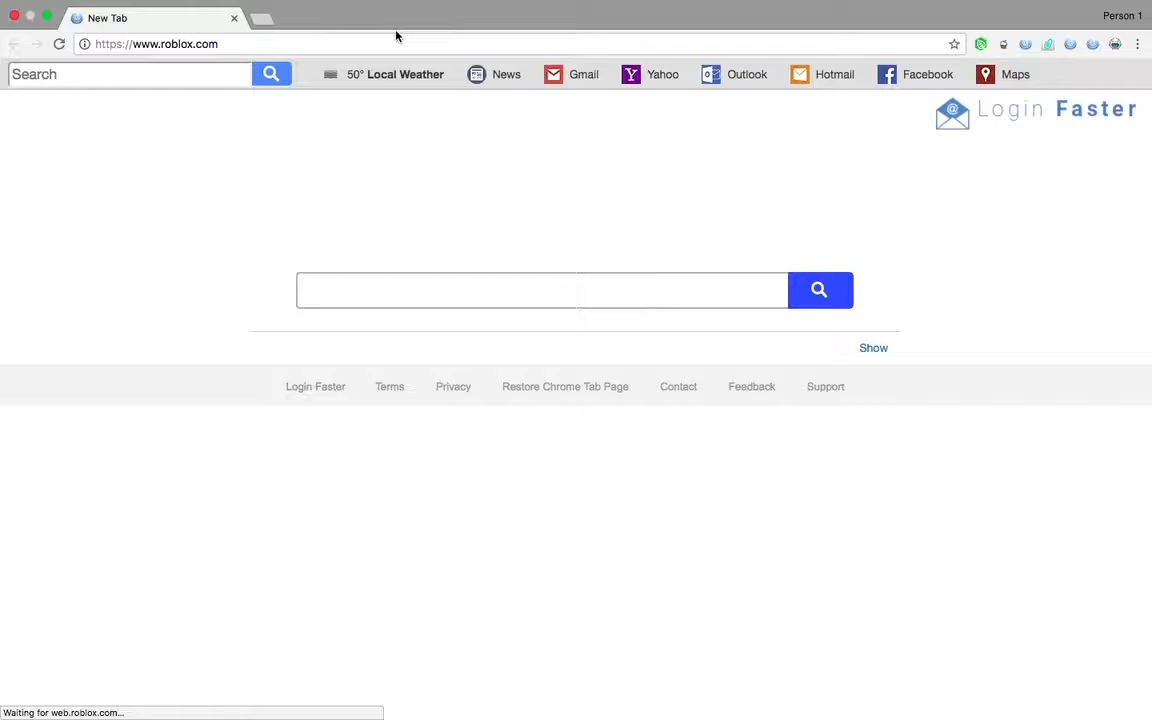 New Tab
Person 1
https://www.roblox.com
Search
50° Local Weather
News
Gmail
Yahoo
Outlook
Hotmail
Facebook
Maps
Login Faster
Show
Login Faster
Terms
Privacy
Restore Chrome Tab Page
Contact
Feedback
Support
Waiting for web.roblox.com...